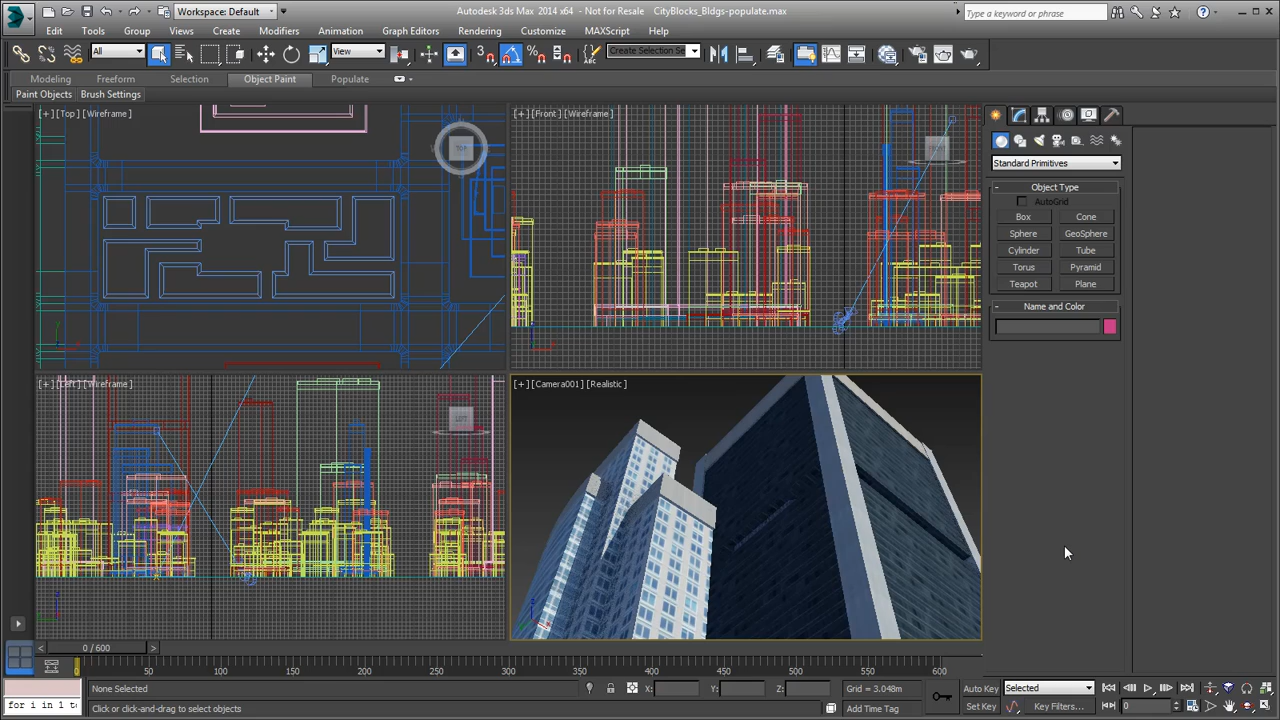 Workspace: Default
Autodesk 3ds Max 2014 x64 - Not for Resale CityBlocks_Bldgs-populate.max
Type a keyword or phrase
Edit Tools Group Views Create Modifiers Animation Graph Editors Rendering Customize MAXScript Help
All
View
3
Create Selection Se
Modeling Freeform Selection Object Paint Populate
Paint Objects Brush Settings
[+] [Top] [Wireframe]
TOP
[+] [Front] [Wireframe]
Standard Primitives
Object Type
AutoGrid
Box Cone
Sphere GeoSphere
Cylinder Tube
Torus Pyramid
Teapot Plane
Name and Color
[+] [Left] [Wireframe]
LEFT
[+] [Camera001] [Realistic]
0 / 600
0 50 100 150 200 250 300 350 400 450 500 550 600
None Selected
X: Y: Z:
Grid = 3.048m
Auto Key
Selected
for i in 1 to
Click or click-and-drag to select objects
Add Time Tag
Set Key
Key Filters...
0